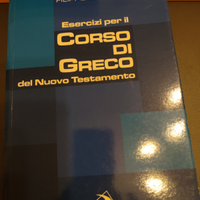 Esercizi per il
CORSO
DI
GRECO
del Nuovo Testamento